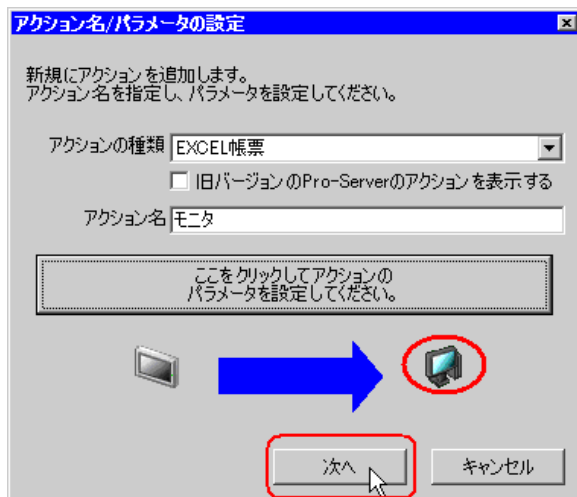 アクション名/パラメータの設定
新規にアクションを追加します。
アクション名を指定し、パラメータを設定してください。
アクションの種類 EXCEL帳票
旧バージョンのPro-Serverのアクションを表示する
アクション名 モニタ
ここをクリックしてアクションの
パラメータを設定してください。
次へ キャンセル